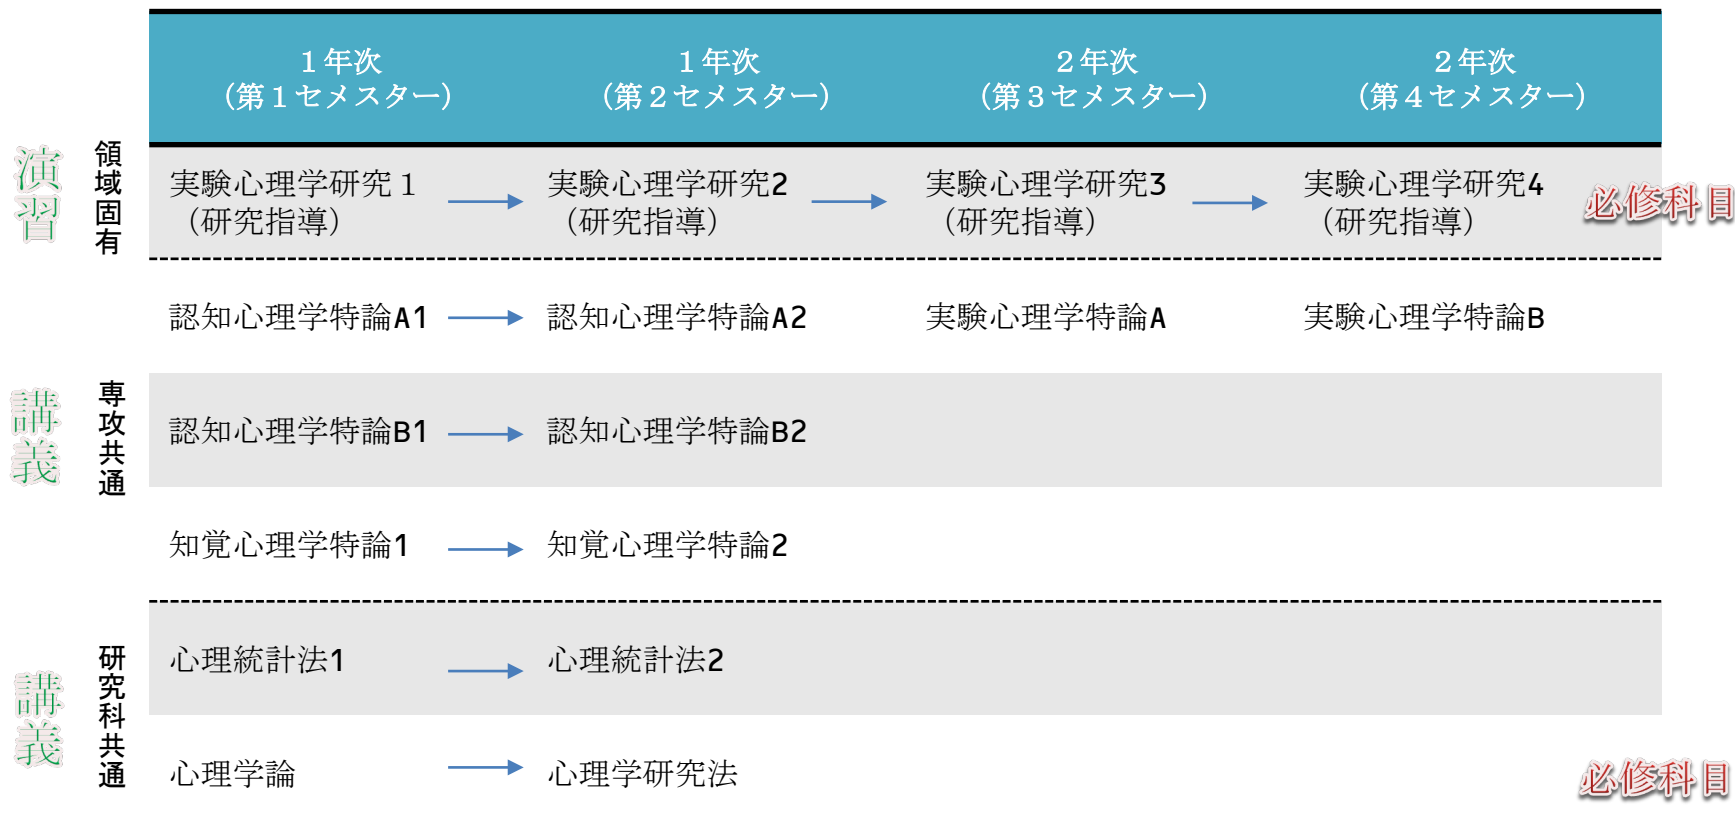 １年次
（第１セメスター）
１年次
（第２セメスター）
２年次
（第３セメスター）
２年次
（第４セメスター）
演習
領域固有
実験心理学研究１
（研究指導）
実験心理学研究2
（研究指導）
実験心理学研究3
（研究指導）
実験心理学研究4
（研究指導）
必修科目
講義
専攻共通
認知心理学特論A1
認知心理学特論A2
実験心理学特論A
実験心理学特論B
認知心理学特論B1
認知心理学特論B2
知覚心理学特論1
知覚心理学特論2
講義
研究科共通
心理統計法1
心理統計法2
心理学論
心理学研究法
必修科目